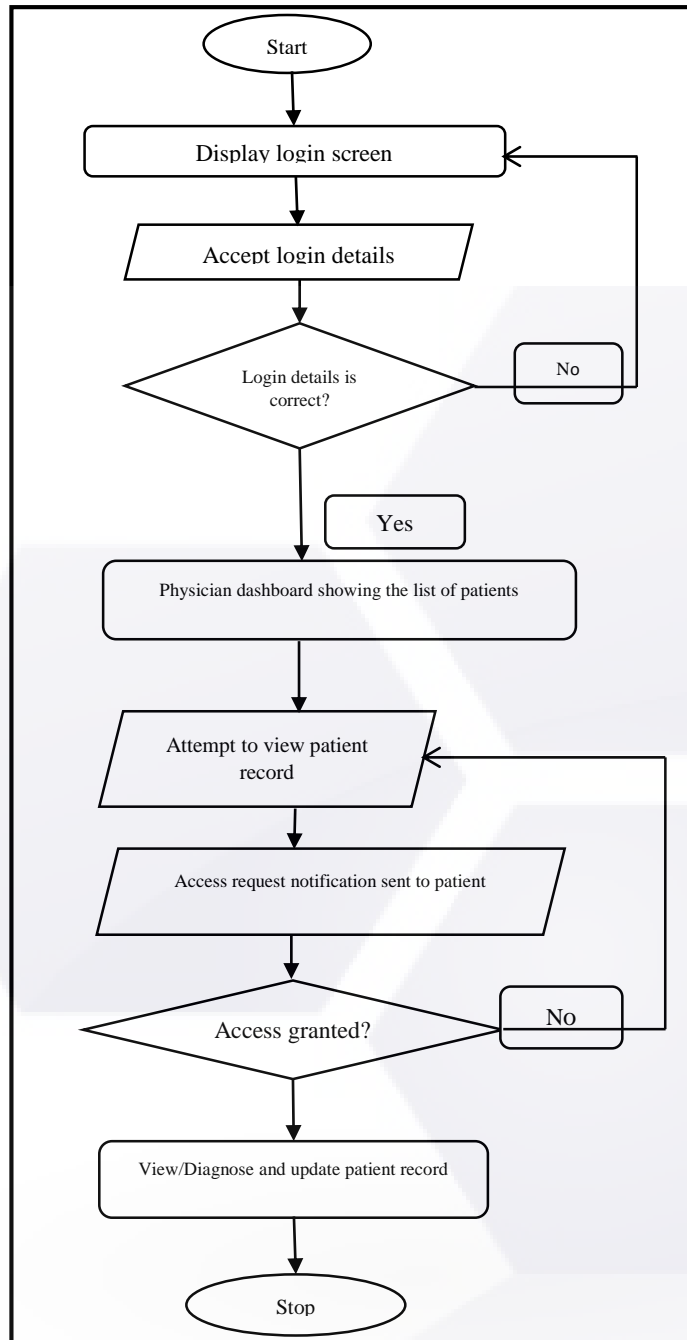 Start
Display login screen
Accept login details
Login details is
correct?
No
Yes
Physician dashboard showing the list of patients
Attempt to view patient
record
Access request notification sent to patient
Access granted?
No
View/Diagnose and update patient record
Stop